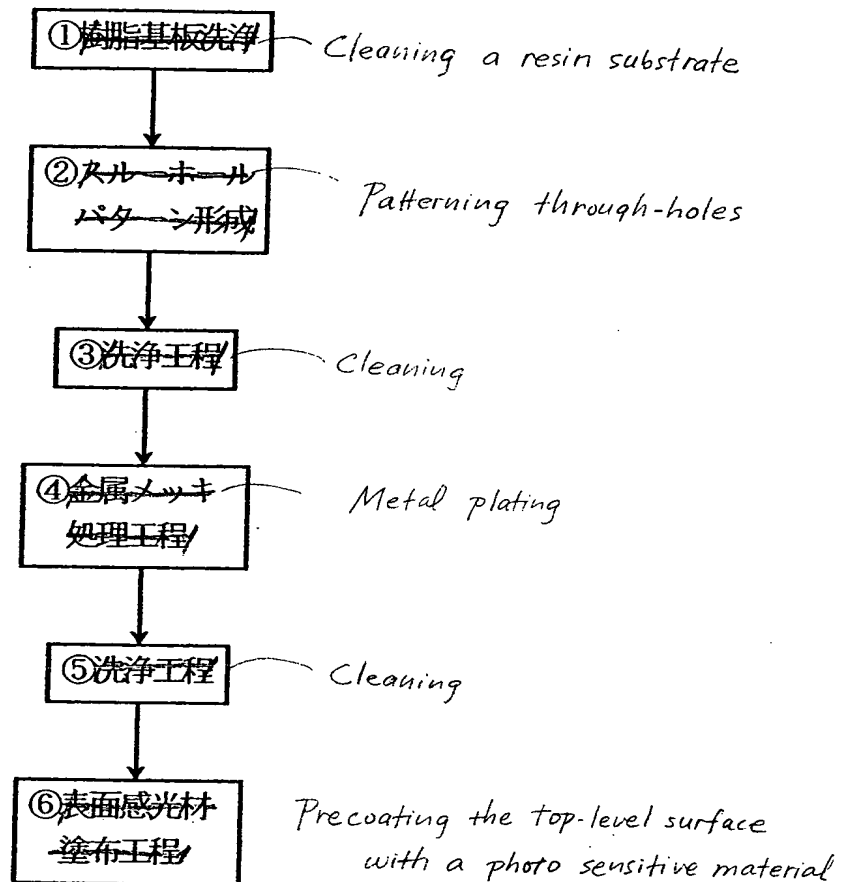 ①樹脂基板洗浄
Cleaning a resin substrate
②スルーホール
パターン形成
Patterning through-holes
③洗浄工程
Cleaning
④金属メッキ
処理工程
Metal plating
⑤洗浄工程
Cleaning
⑥表面感光材
塗布工程
Precoating the top-level surface
with a photo sensitive material